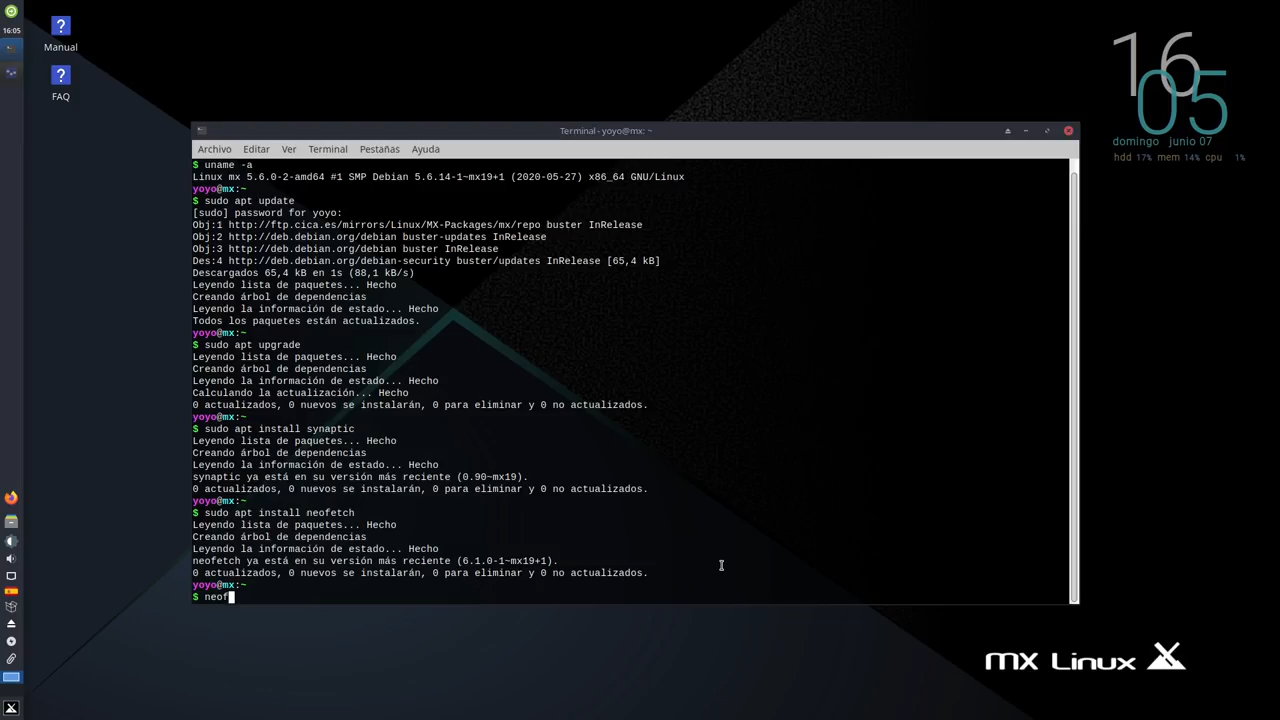 16:05
Manual
FAQ
16
05
domingo junio 07
hdd 17% mem 14% cpu 1%
Terminal - yoyo@mx: ~
Archivo Editar Ver Terminal Pestañas Ayuda
$ uname -a
Linux mx 5.6.0-2-amd64 #1 SMP Debian 5.6.14-1~mx19+1 (2020-05-27) x86_64 GNU/Linux
yoyo@mx:~
$ sudo apt update
[sudo] password for yoyo:
Obj:1 http://ftp.cica.es/mirrors/Linux/MX-Packages/mx/repo buster InRelease
Obj:2 http://deb.debian.org/debian buster-updates InRelease
Obj:3 http://deb.debian.org/debian buster InRelease
Des:4 http://deb.debian.org/debian-security buster/updates InRelease [65,4 kB]
Descargados 65,4 kB en 1s (88,1 kB/s)
Leyendo lista de paquetes... Hecho
Creando árbol de dependencias
Leyendo la información de estado... Hecho
Todos los paquetes están actualizados.
yoyo@mx:~
$ sudo apt upgrade
Leyendo lista de paquetes... Hecho
Creando árbol de dependencias
Leyendo la información de estado... Hecho
Calculando la actualización... Hecho
0 actualizados, 0 nuevos se instalarán, 0 para eliminar y 0 no actualizados.
yoyo@mx:~
$ sudo apt install synaptic
Leyendo lista de paquetes... Hecho
Creando árbol de dependencias
Leyendo la información de estado... Hecho
synaptic ya está en su versión más reciente (0.90~mx19).
0 actualizados, 0 nuevos se instalarán, 0 para eliminar y 0 no actualizados.
yoyo@mx:~
$ sudo apt install neofetch
Leyendo lista de paquetes... Hecho
Creando árbol de dependencias
Leyendo la información de estado... Hecho
neofetch ya está en su versión más reciente (6.1.0-1~mx19+1).
0 actualizados, 0 nuevos se instalarán, 0 para eliminar y 0 no actualizados.
yoyo@mx:~
$ neof
MX Linux